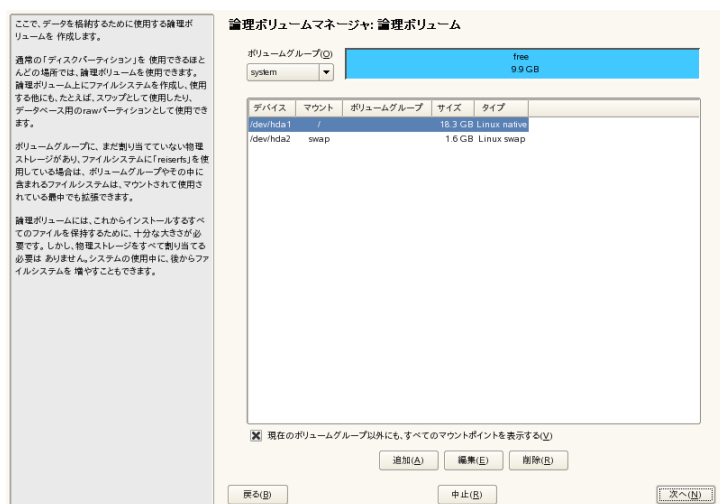 ここで、データを格納するために使用する論理ボ
リュームを 作成します。
通常の「ディスクパーティション」を 使用できるほと
んどの場所では、論理ボリュームを使用できます。
論理ボリューム上にファイルシステムを作成し、使用
する他にも、たとえば、スワップとして使用したり、
データベース用のrawパーティションとして使用でき
ます。
ボリュームグループに、まだ割り当てていない物理
ストレージがあり、ファイルシステムに「reiserfs」を使
用している場合は、ボリュームグループやその中に
含まれるファイルシステムは、マウントされて使用さ
れている最中でも拡張できます。
論理ボリュームには、これからインストールするすべ
てのファイルを保持するために、十分な大きさが必
要です。しかし、物理ストレージをすべて割り当てる
必要は ありません。システムの使用中に、後からファ
イルシステムを 増やすこともできます。
論理ボリュームマネージャ: 論理ボリューム
ボリュームグループ(O)
system
free
9.9 GB
デバイス マウント ボリュームグループ サイズ タイプ
/dev/hda1 / 18.3 GB Linux native
/dev/hda2 swap 1.6 GB Linux swap
現在のボリュームグループ以外にも、すべてのマウントポイントを表示する(V)
追加(A) 編集(E) 削除(R)
戻る(B) 中止(R) 次へ(N)